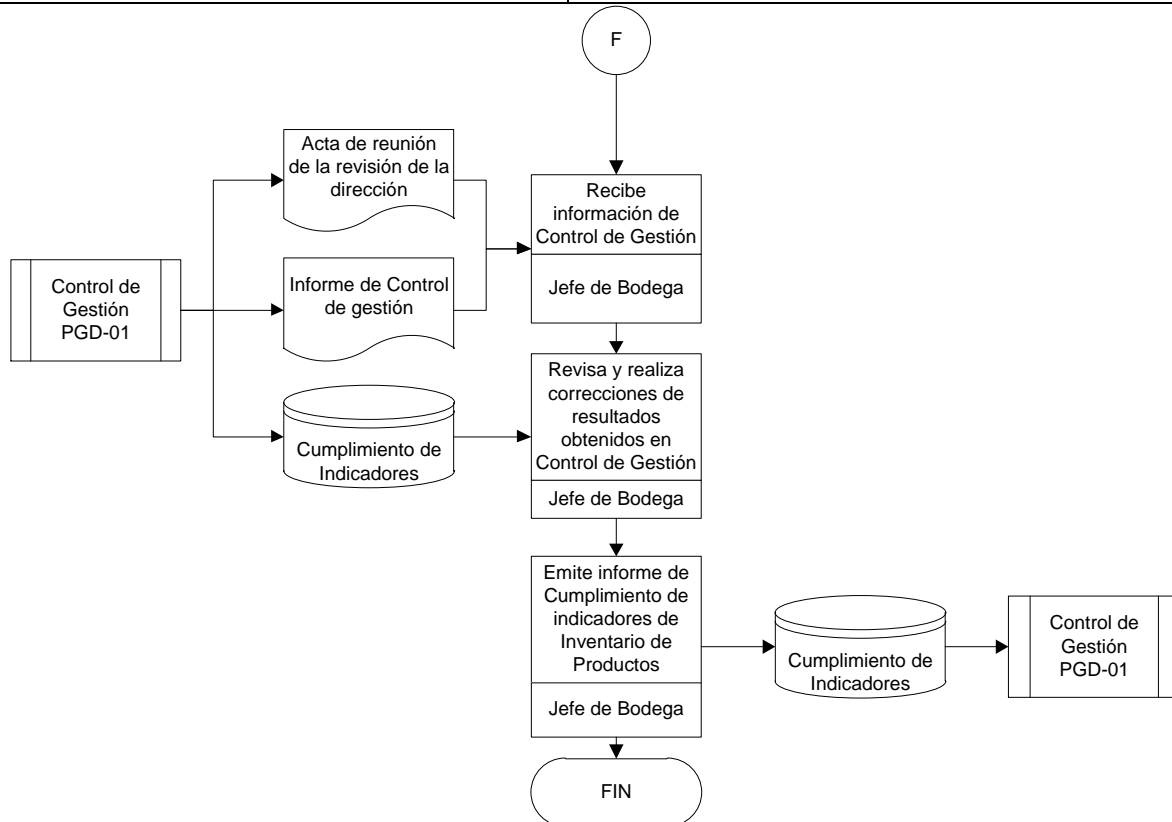 F
Acta de reunión
de la revisión de la
dirección
Recibe
información de
Control de Gestión
Jefe de Bodega
Control de
Gestión
PGD-01
Informe de Control
de gestión
Revisa y realiza
correcciones de
resultados
obtenidos en
Control de Gestión
Jefe de Bodega
Cumplimiento de
Indicadores
Emite informe de
Cumplimiento de
indicadores de
Inventario de
Productos
Jefe de Bodega
Cumplimiento de
Indicadores
Control de
Gestión
PGD-01
FIN